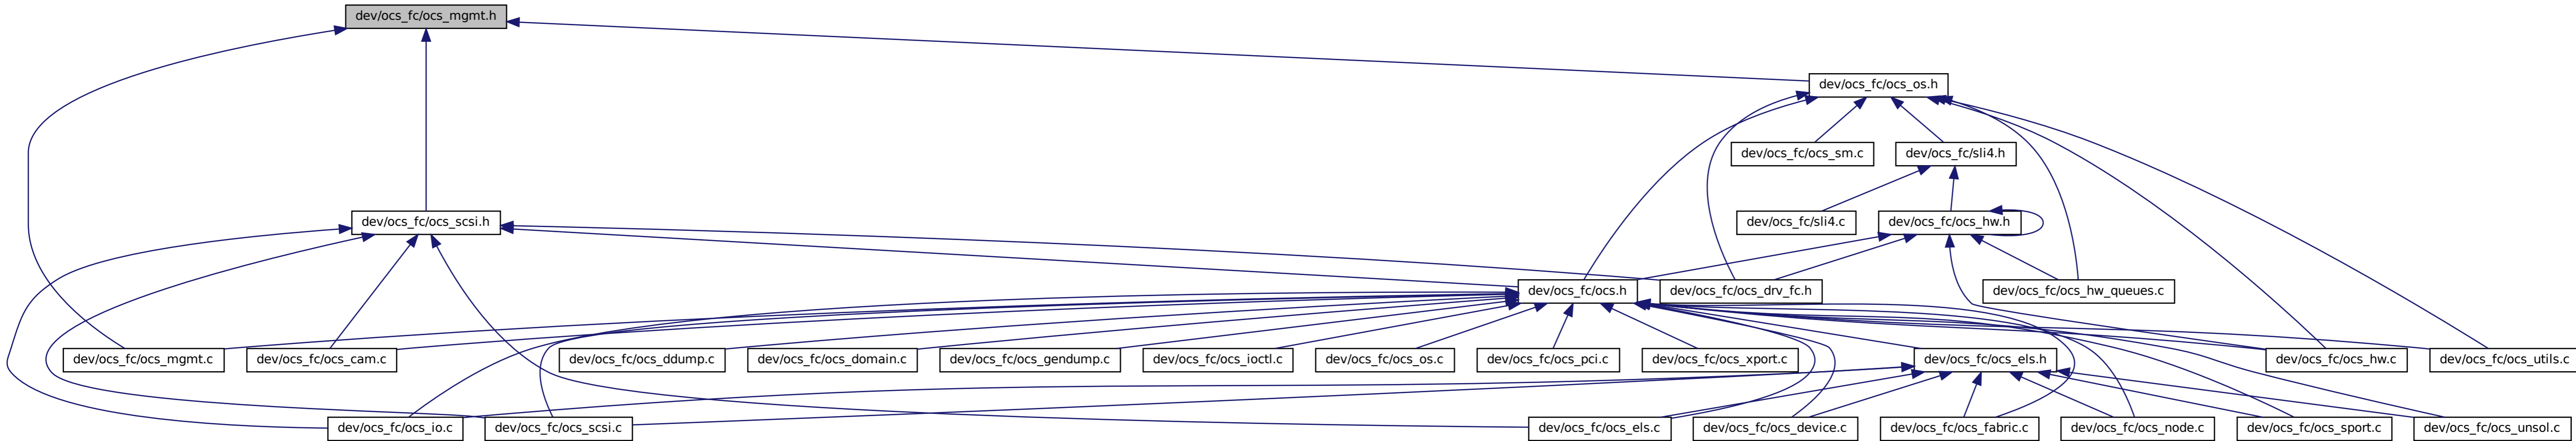 dev/ocs_fc/ocs_mgmt.h
dev/ocs_fc/ocs_os.h
dev/ocs_fc/ocs_sm.c
dev/ocs_fc/sli4.h
dev/ocs_fc/ocs_scsi.h
dev/ocs_fc/sli4.c
dev/ocs_fc/ocs_hw.h
dev/ocs_fc/ocs.h
dev/ocs_fc/ocs_drv_fc.h
dev/ocs_fc/ocs_hw_queues.c
dev/ocs_fc/ocs_mgmt.c
dev/ocs_fc/ocs_cam.c
dev/ocs_fc/ocs_ddump.c
dev/ocs_fc/ocs_domain.c
dev/ocs_fc/ocs_gendump.c
dev/ocs_fc/ocs_ioctl.c
dev/ocs_fc/ocs_os.c
dev/ocs_fc/ocs_pci.c
dev/ocs_fc/ocs_xport.c
dev/ocs_fc/ocs_els.h
dev/ocs_fc/ocs_hw.c
dev/ocs_fc/ocs_utils.c
dev/ocs_fc/ocs_io.c
dev/ocs_fc/ocs_scsi.c
dev/ocs_fc/ocs_els.c
dev/ocs_fc/ocs_device.c
dev/ocs_fc/ocs_fabric.c
dev/ocs_fc/ocs_node.c
dev/ocs_fc/ocs_sport.c
dev/ocs_fc/ocs_unsol.c